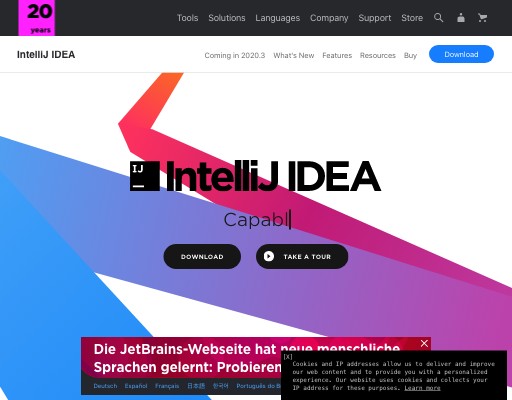 20
years
Tools Solutions Languages Company Support Store
IntelliJ IDEA
Coming in 2020.3 What's New Features Resources Buy Download
IJ IntelliJ IDEA
Capabl
DOWNLOAD TAKE A TOUR
Die JetBrains-Webseite hat neue menschliche
Sprachen gelernt: Probieren
Deutsch Español Français 日本語 한국어 Português do B
[X]
Cookies and IP addresses allow us to deliver and improve
our web content and to provide you with a personalized
experience. Our website uses cookies and collects your
IP address for these purposes. Learn more